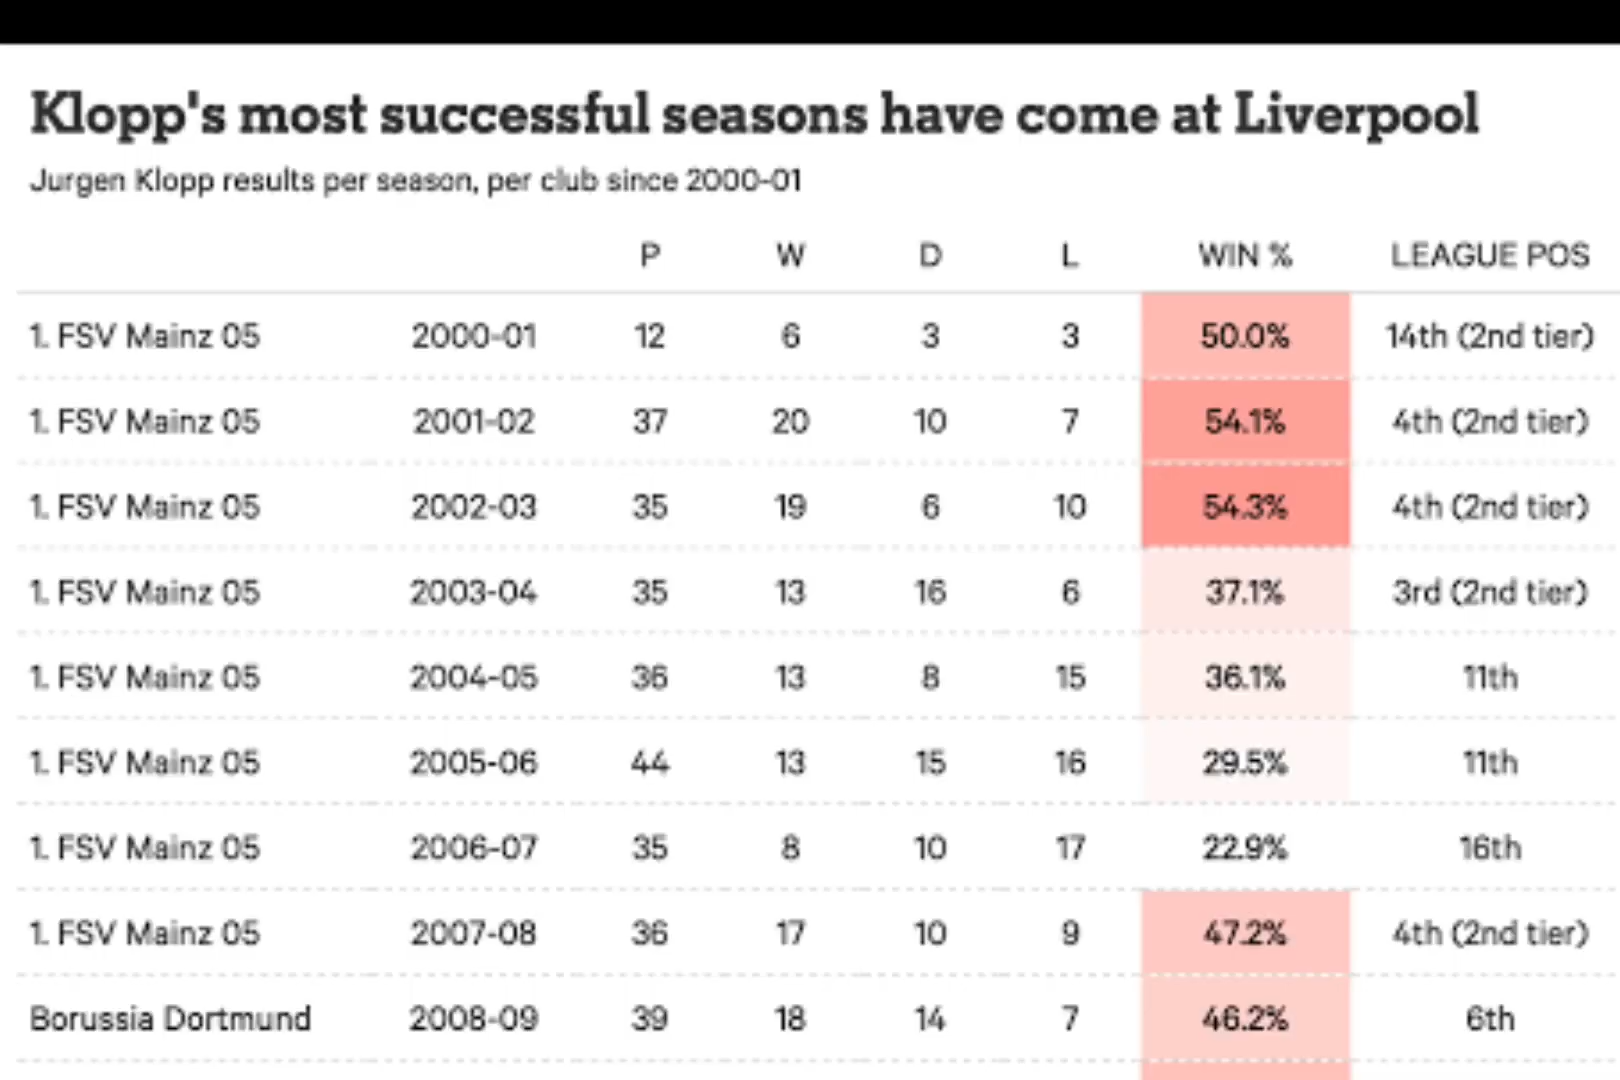 Klopp's most successful seasons have come at Liverpool
Jurgen Klopp results per season, per club since 2000-01
P W D L WIN % LEAGUE POS
1. FSV Mainz 05 2000-01 12 6 3 3 50.0% 14th (2nd tier)
1. FSV Mainz 05 2001-02 37 20 10 7 54.1% 4th (2nd tier)
1. FSV Mainz 05 2002-03 35 19 6 10 54.3% 4th (2nd tier)
1. FSV Mainz 05 2003-04 35 13 16 6 37.1% 3rd (2nd tier)
1. FSV Mainz 05 2004-05 36 13 8 15 36.1% 11th
1. FSV Mainz 05 2005-06 44 13 15 16 29.5% 11th
1. FSV Mainz 05 2006-07 35 8 10 17 22.9% 16th
1. FSV Mainz 05 2007-08 36 17 10 9 47.2% 4th (2nd tier)
Borussia Dortmund 2008-09 39 18 14 7 46.2% 6th